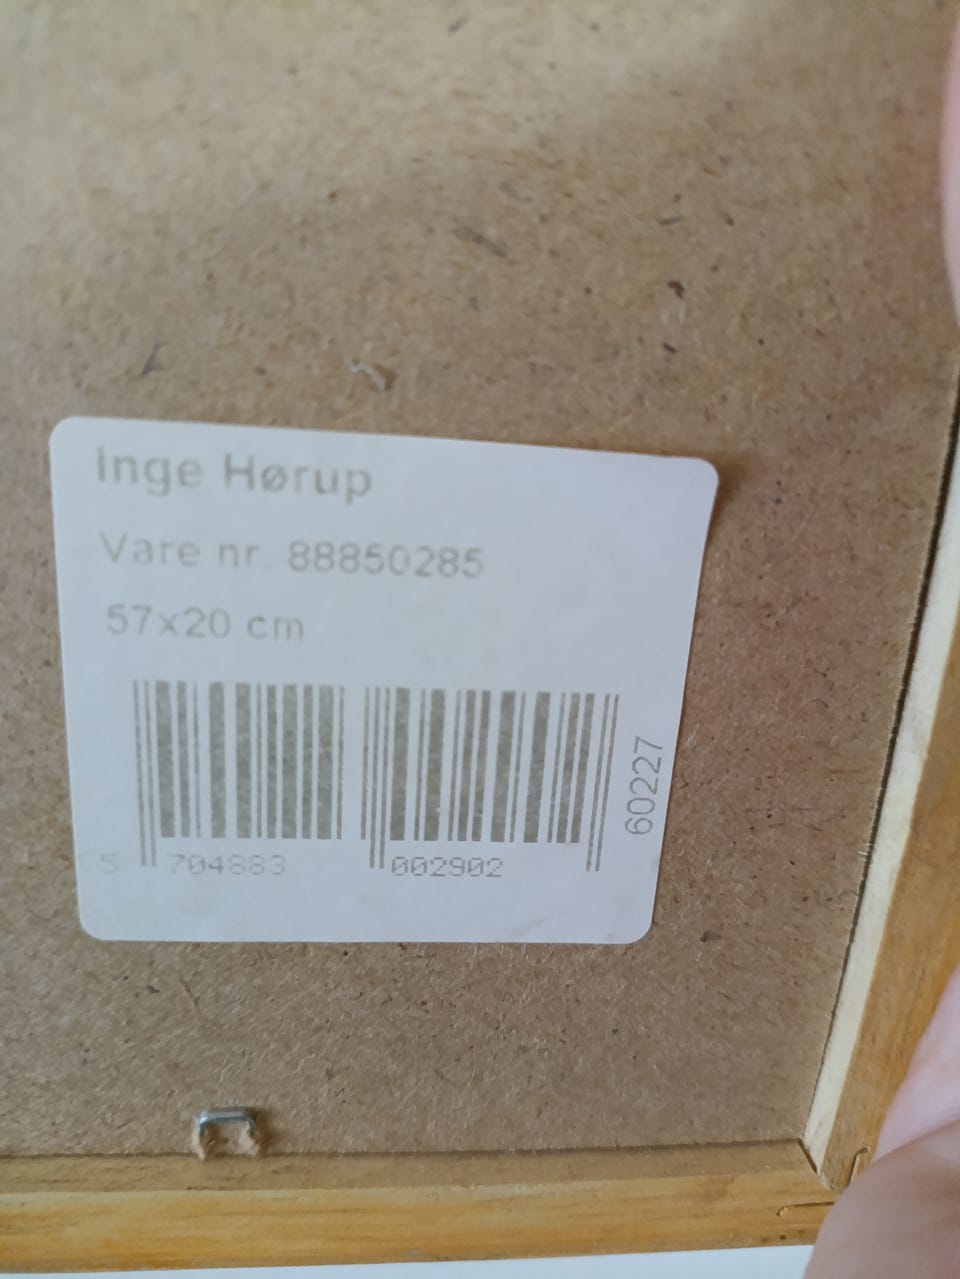 Inge Hørup
Vare nr. 88850285
57x20 cm
60227
5 704883 002902